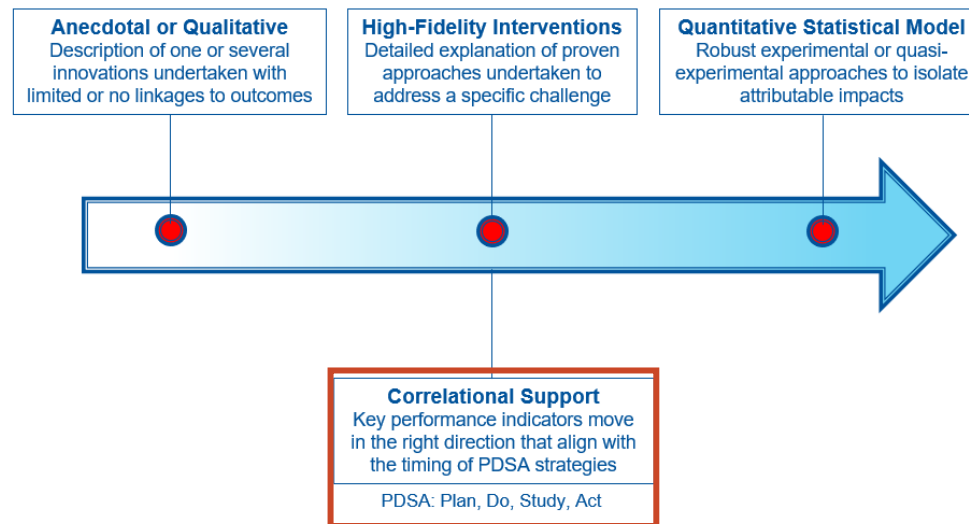 Anecdotal or Qualitative
Description of one or several
innovations undertaken with
limited or no linkages to outcomes
High-Fidelity Interventions
Detailed explanation of proven
approaches undertaken to
address a specific challenge
Quantitative Statistical Model
Robust experimental or quasi-
experimental approaches to isolate
attributable impacts
Correlational Support
Key performance indicators move
in the right direction that align with
the timing of PDSA strategies
PDSA: Plan, Do, Study, Act